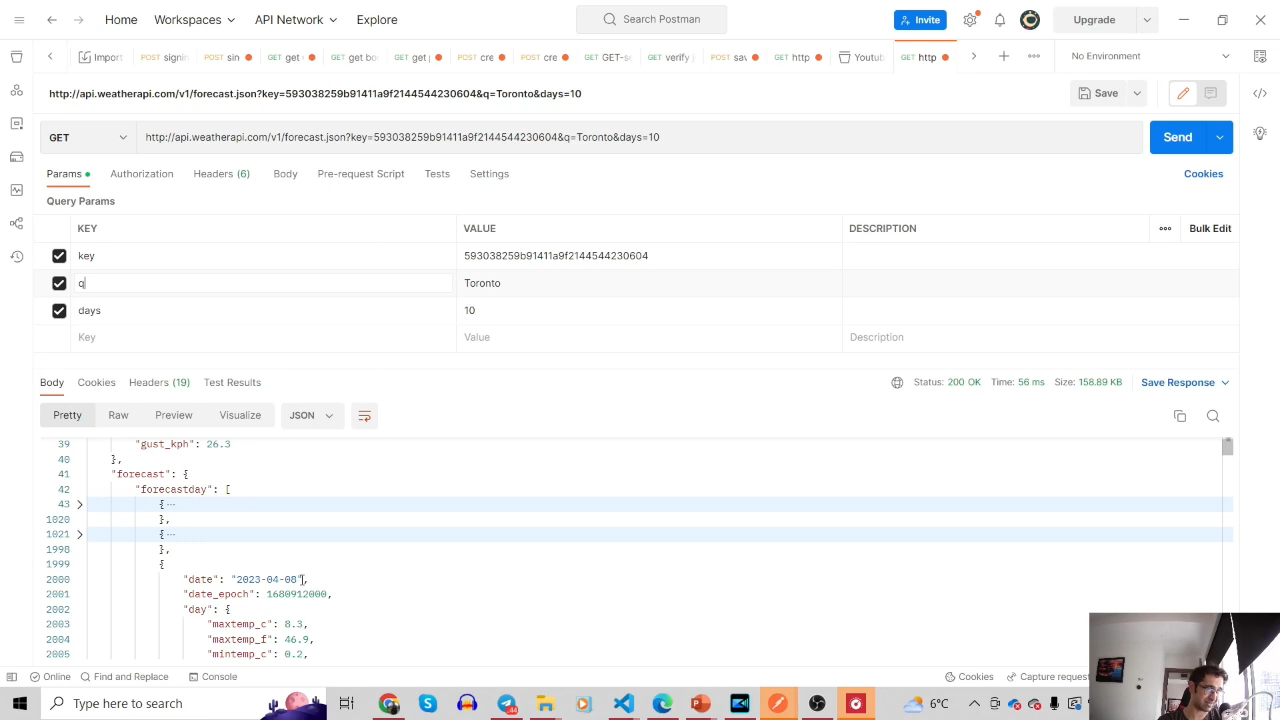 Home Workspaces API Network Explore Search Postman Invite Upgrade
Import POST signin POST sin GET get GET get bo GET get POST cre POST cre GET GET-s GET verify POST sav GET http Youtub GET http No Environment
http://api.weatherapi.com/v1/forecast.json?key=593038259b91411a9f2144544230604&q=Toronto&days=10 Save
GET http://api.weatherapi.com/v1/forecast.json?key=593038259b91411a9f2144544230604&q=Toronto&days=10 Send
Params Authorization Headers (6) Body Pre-request Script Tests Settings Cookies
Query Params
KEY VALUE DESCRIPTION Bulk Edit
key 593038259b91411a9f2144544230604
q Toronto
days 10
Key Value Description
Body Cookies Headers (19) Test Results Status: 200 OK Time: 56 ms Size: 158.89 KB Save Response
Pretty Raw Preview Visualize JSON
39 "gust_kph": 26.3
40 },
41 "forecast": {
42 "forecastday": [
43 {
1020 },
1021 {
1998 },
1999 {
2000 "date": "2023-04-08",
2001 "date_epoch": 1680912000,
2002 "day": {
2003 "maxtemp_c": 8.3,
2004 "maxtemp_f": 46.9,
2005 "mintemp_c": 0.2,
Online Find and Replace Console Cookies Capture request
Type here to search 44 6°C